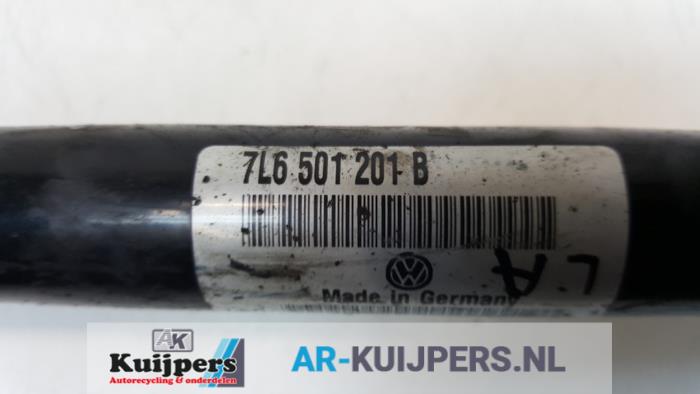 7L6 501 201 B
LA
Made in Germany
AK
Kuijpers
Autorecycling & onderdelen
AR-KUIJPERS.NL